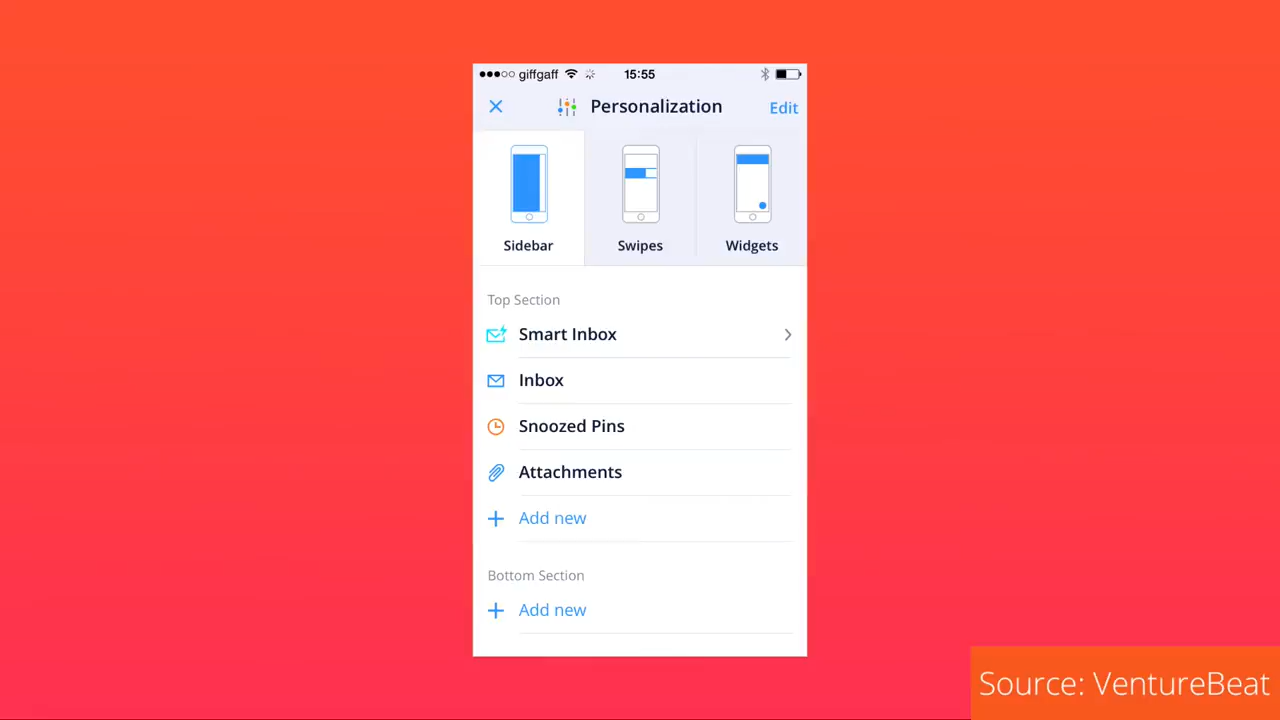 giffgaff 15:55
Personalization Edit
Sidebar Swipes Widgets
Top Section
Smart Inbox
Inbox
Snoozed Pins
Attachments
Add new
Bottom Section
Add new
Source: VentureBeat